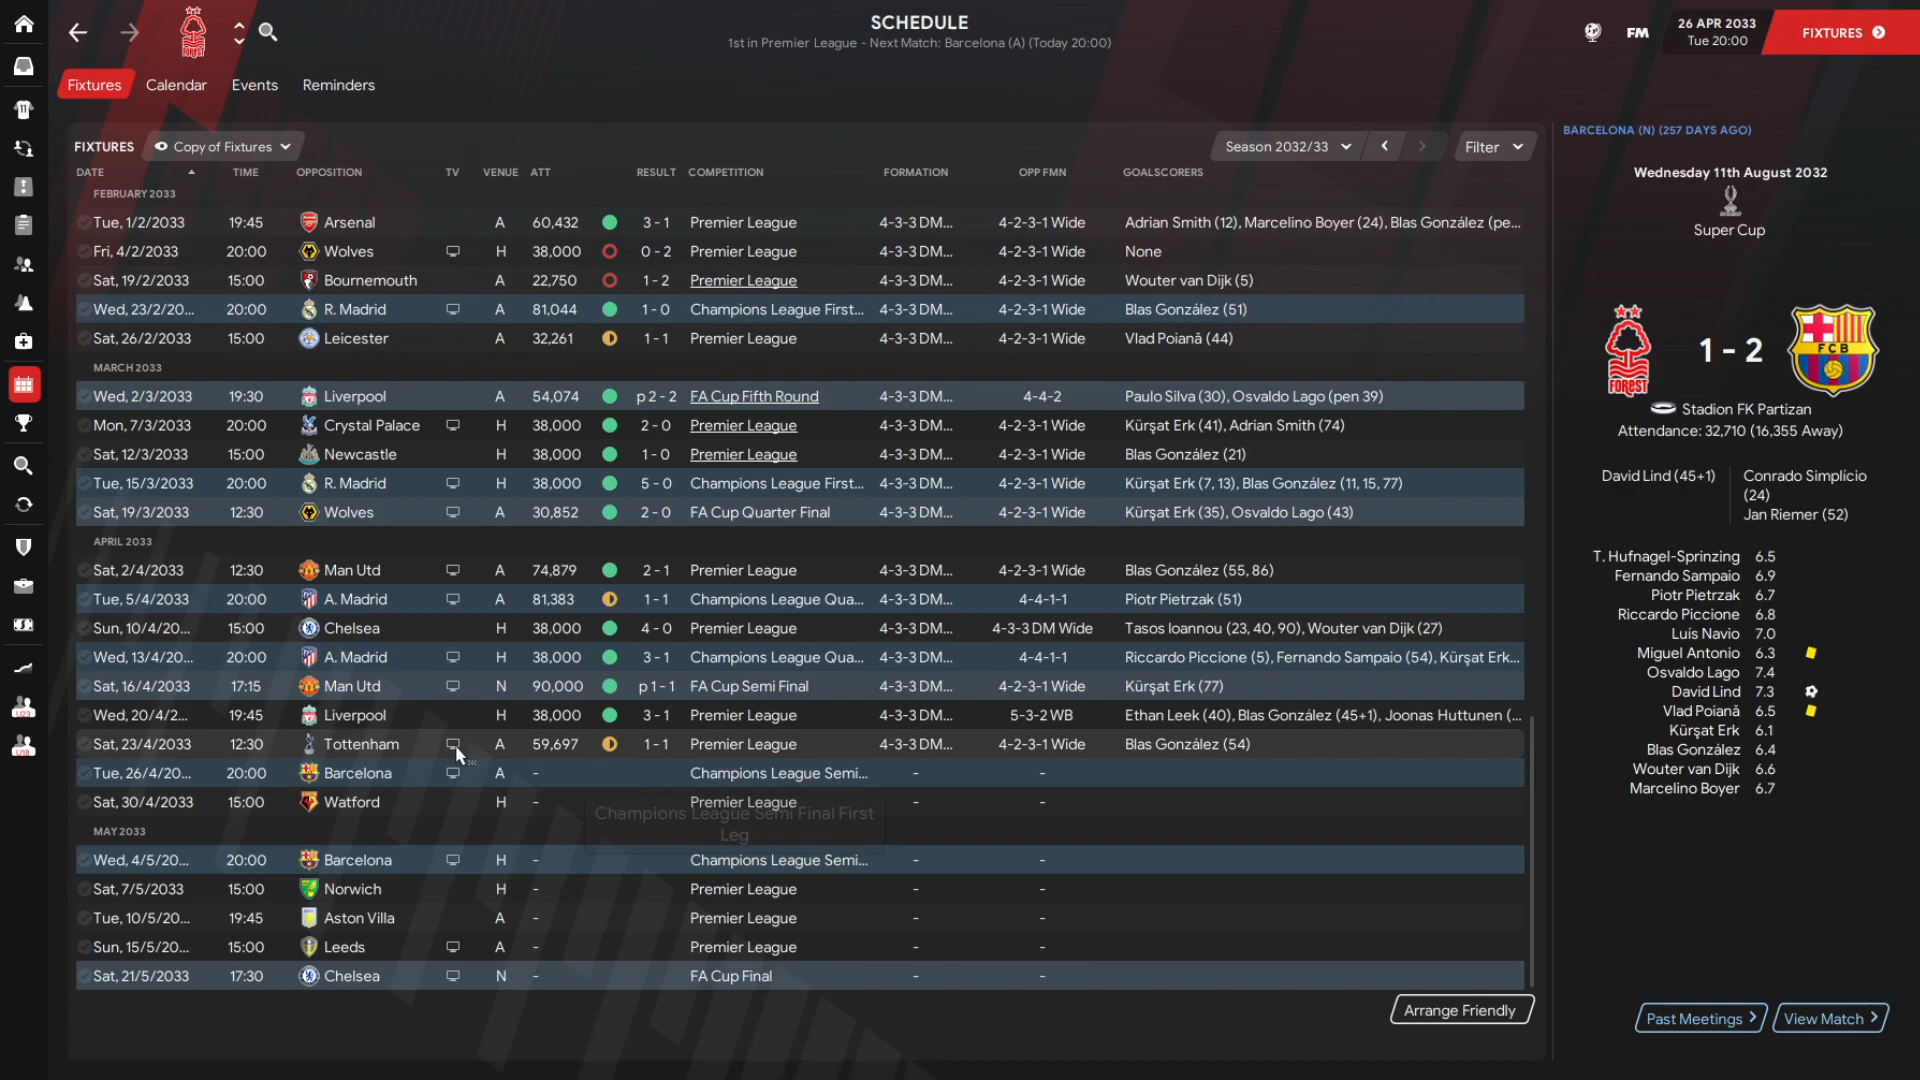 SCHEDULE
1st in Premier League - Next Match: Barcelona (A) (Today 20:00)
FM
26 APR 2033
Tue 20:00
FIXTURES
Fixtures Calendar Events Reminders
FIXTURES Copy of Fixtures Season 2032/33 Filter
DATE TIME OPPOSITION TV VENUE ATT RESULT COMPETITION FORMATION OPP FMN GOALSCORERS
FEBRUARY 2033
Tue, 1/2/2033 19:45 Arsenal A 60,432 3 - 1 Premier League 4-3-3 DM... 4-2-3-1 Wide Adrian Smith (12), Marcelino Boyer (24), Blas González (pe...
Fri, 4/2/2033 20:00 Wolves H 38,000 0 - 2 Premier League 4-3-3 DM... 4-2-3-1 Wide None
Sat, 19/2/2033 15:00 Bournemouth A 22,750 1 - 2 Premier League 4-3-3 DM... 4-2-3-1 Wide Wouter van Dijk (5)
Wed, 23/2/20... 20:00 R. Madrid A 81,044 1 - 0 Champions League First... 4-3-3 DM... 4-2-3-1 Wide Blas González (51)
Sat, 26/2/2033 15:00 Leicester A 32,261 1 - 1 Premier League 4-3-3 DM... 4-2-3-1 Wide Vlad Poiană (44)
MARCH 2033
Wed, 2/3/2033 19:30 Liverpool A 54,074 p 2 - 2 FA Cup Fifth Round 4-3-3 DM... 4-4-2 Paulo Silva (30), Osvaldo Lago (pen 39)
Mon, 7/3/2033 20:00 Crystal Palace H 38,000 2 - 0 Premier League 4-3-3 DM... 4-2-3-1 Wide Kürşat Erk (41), Adrian Smith (74)
Sat, 12/3/2033 15:00 Newcastle H 38,000 1 - 0 Premier League 4-3-3 DM... 4-2-3-1 Wide Blas González (21)
Tue, 15/3/2033 20:00 R. Madrid H 38,000 5 - 0 Champions League First... 4-3-3 DM... 4-2-3-1 Wide Kürşat Erk (7, 13), Blas González (11, 15, 77)
Sat, 19/3/2033 12:30 Wolves A 30,852 2 - 0 FA Cup Quarter Final 4-3-3 DM... 4-2-3-1 Wide Kürşat Erk (35), Osvaldo Lago (43)
APRIL 2033
Sat, 2/4/2033 12:30 Man Utd A 74,879 2 - 1 Premier League 4-3-3 DM... 4-2-3-1 Wide Blas González (55, 86)
Tue, 5/4/2033 20:00 A. Madrid A 81,383 1 - 1 Champions League Qua... 4-3-3 DM... 4-4-1-1 Piotr Pietrzak (51)
Sun, 10/4/20... 15:00 Chelsea H 38,000 4 - 0 Premier League 4-3-3 DM... 4-3-3 DM Wide Tasos Ioannou (23, 40, 90), Wouter van Dijk (27)
Wed, 13/4/20... 20:00 A. Madrid H 38,000 3 - 1 Champions League Qua... 4-3-3 DM... 4-4-1-1 Riccardo Piccione (5), Fernando Sampaio (54), Kürşat Erk...
Sat, 16/4/2033 17:15 Man Utd N 90,000 p 1 - 1 FA Cup Semi Final 4-3-3 DM... 4-2-3-1 Wide Kürşat Erk (77)
Wed, 20/4/2... 19:45 Liverpool H 38,000 3 - 1 Premier League 4-3-3 DM... 5-3-2 WB Ethan Leek (40), Blas González (45+1), Joonas Huttunen (...
Sat, 23/4/2033 12:30 Tottenham A 59,697 1 - 1 Premier League 4-3-3 DM... 4-2-3-1 Wide Blas González (54)
Tue, 26/4/20... 20:00 Barcelona A - Champions League Semi... - -
Sat, 30/4/2033 15:00 Watford H - Premier League - -
Champions League Semi Final First
Leg
MAY 2033
Wed, 4/5/20... 20:00 Barcelona H - Champions League Semi... - -
Sat, 7/5/2033 15:00 Norwich H - Premier League - -
Tue, 10/5/20... 19:45 Aston Villa A - Premier League - -
Sun, 15/5/20... 15:00 Leeds A - Premier League - -
Sat, 21/5/2033 17:30 Chelsea N - FA Cup Final - -
Arrange Friendly
BARCELONA (N) (257 DAYS AGO)
Wednesday 11th August 2032
Super Cup
FOREST 1 - 2 FCB
Stadion FK Partizan
Attendance: 32,710 (16,355 Away)
David Lind (45+1) Conrado Simplício
(24)
Jan Riemer (52)
T. Hufnagel-Sprinzing 6.5
Fernando Sampaio 6.9
Piotr Pietrzak 6.7
Riccardo Piccione 6.8
Luís Navio 7.0
Miguel Antonio 6.3
Osvaldo Lago 7.4
David Lind 7.3
Vlad Poiană 6.5
Kürşat Erk 6.1
Blas González 6.4
Wouter van Dijk 6.6
Marcelino Boyer 6.7
Past Meetings View Match
FOREST
11
U23
U18